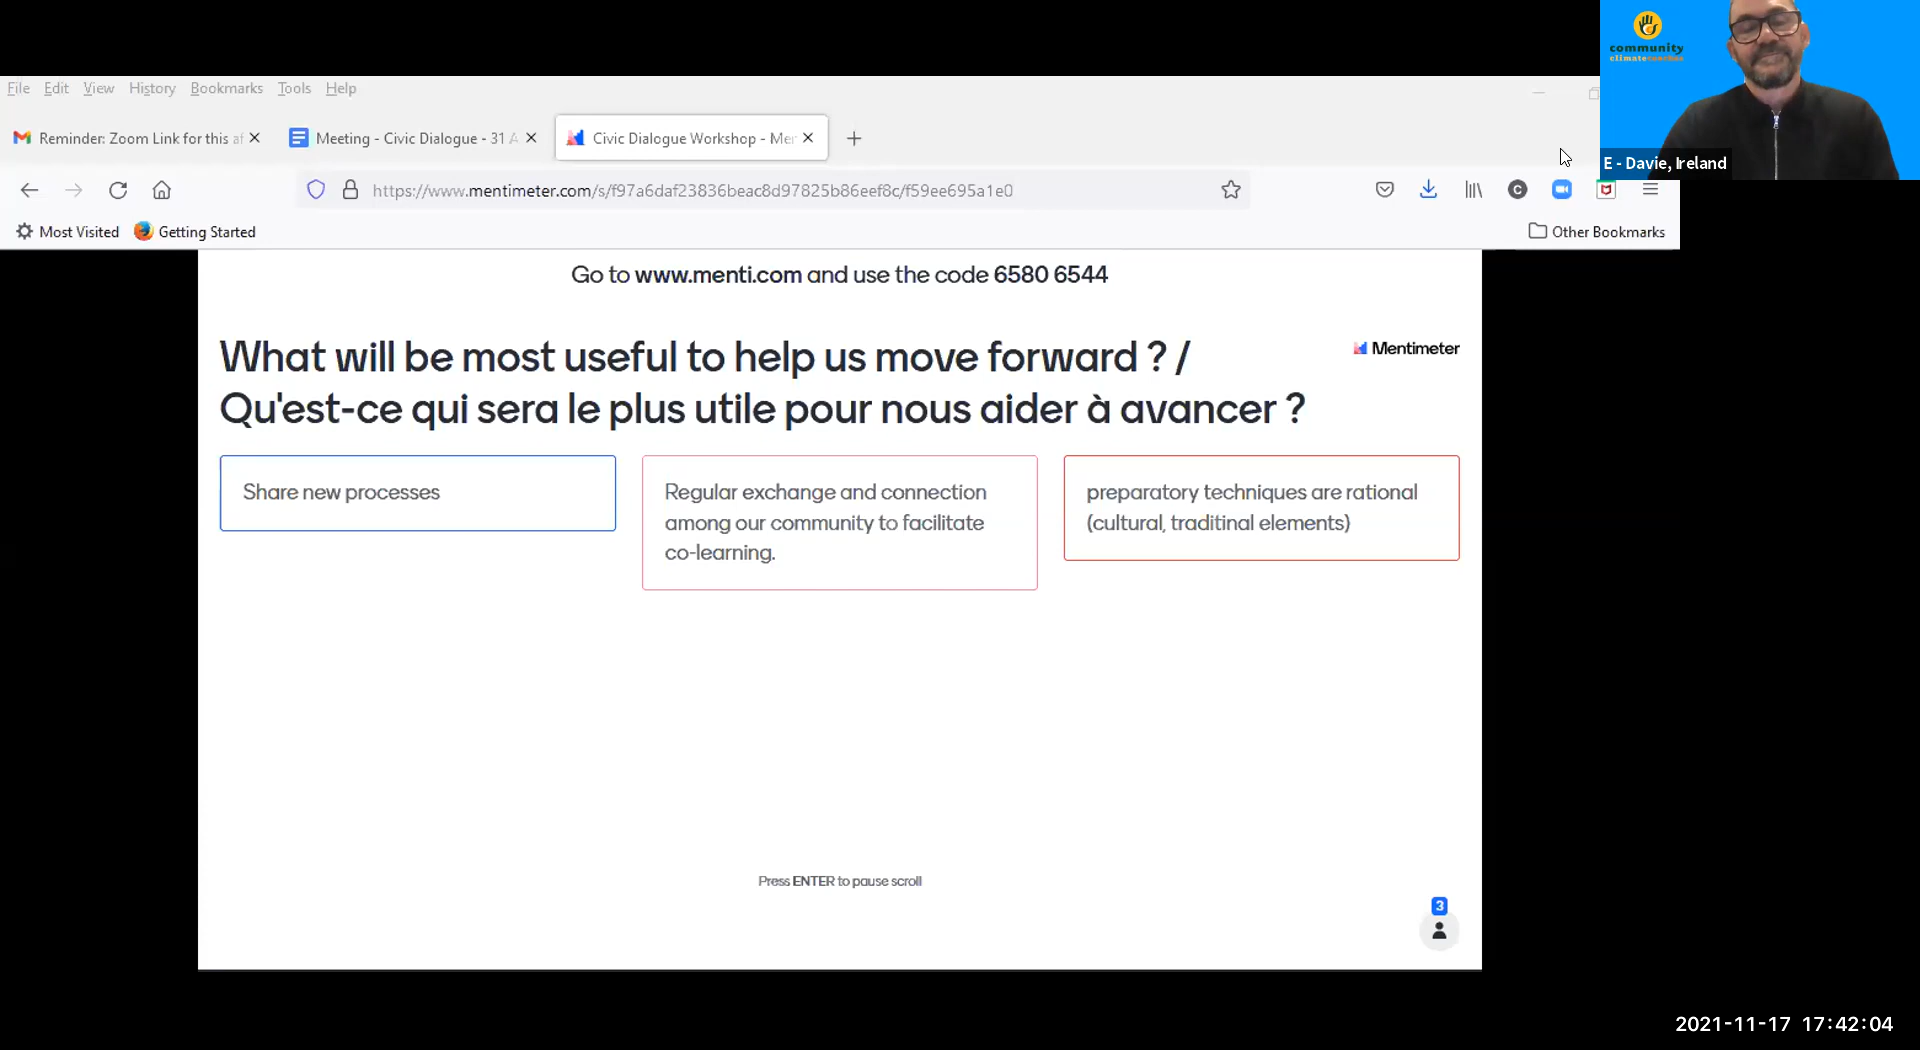 community
climatecoaches
E - Davie, Ireland
File Edit View History Bookmarks Tools Help
Reminder: Zoom Link for this af
Meeting - Civic Dialogue - 31 A
Civic Dialogue Workshop - Men
https://www.mentimeter.com/s/f97a6daf23836beac8d97825b86eef8c/f59ee695a1e0
Most Visited Getting Started Other Bookmarks
Go to www.menti.com and use the code 6580 6544
What will be most useful to help us move forward ? /
Qu'est-ce qui sera le plus utile pour nous aider à avancer ?
Mentimeter
Share new processes
Regular exchange and connection
among our community to facilitate
co-learning.
preparatory techniques are rational
(cultural, traditinal elements)
Press ENTER to pause scroll
3
2021-11-17 17:42:04